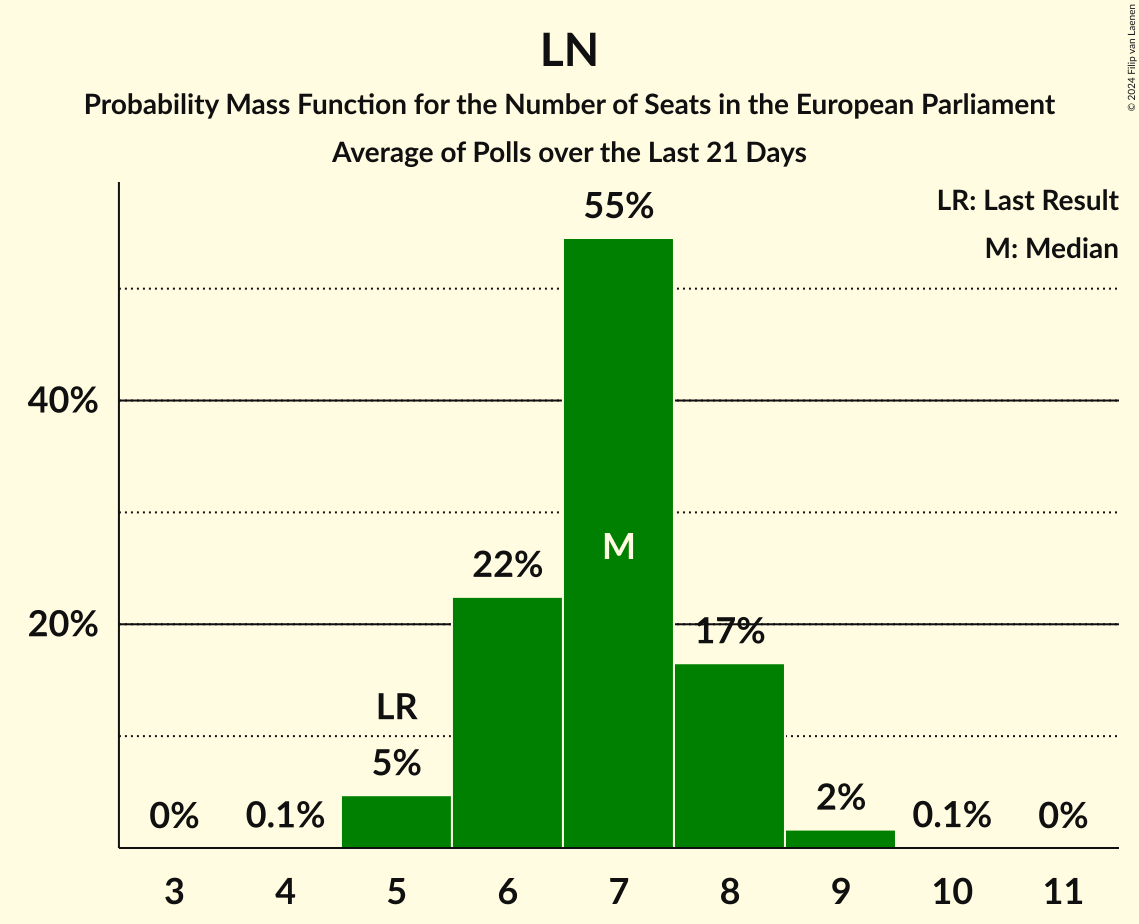 LN
Probability Mass Function for the Number of Seats in the European Parliament
Average of Polls over the Last 21 Days
© 2024 Filip van Laenen
LR: Last Result
M: Median
55%
40%
M
22%
20%
17%
LR
5%
2%
0%
0.1%
0.1%
0%
3 4 5 6 7 8 9 10 11